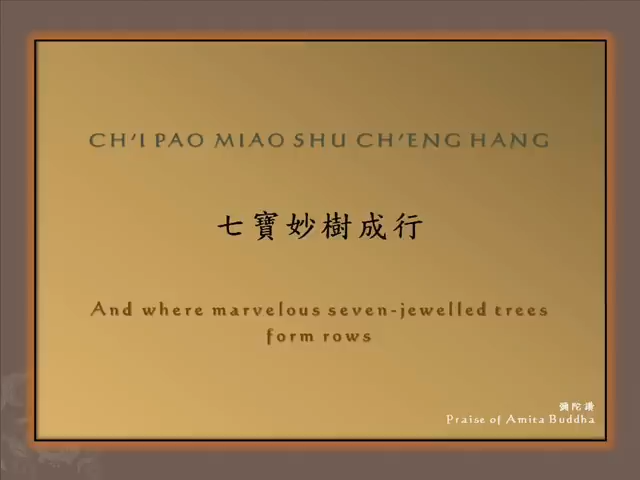 CH'I PAO MIAO SHU CH'ENG HANG
七寶妙樹成行
And where marvelous seven-jewelled trees
form rows
彌陀讚
Praise of Amita Buddha